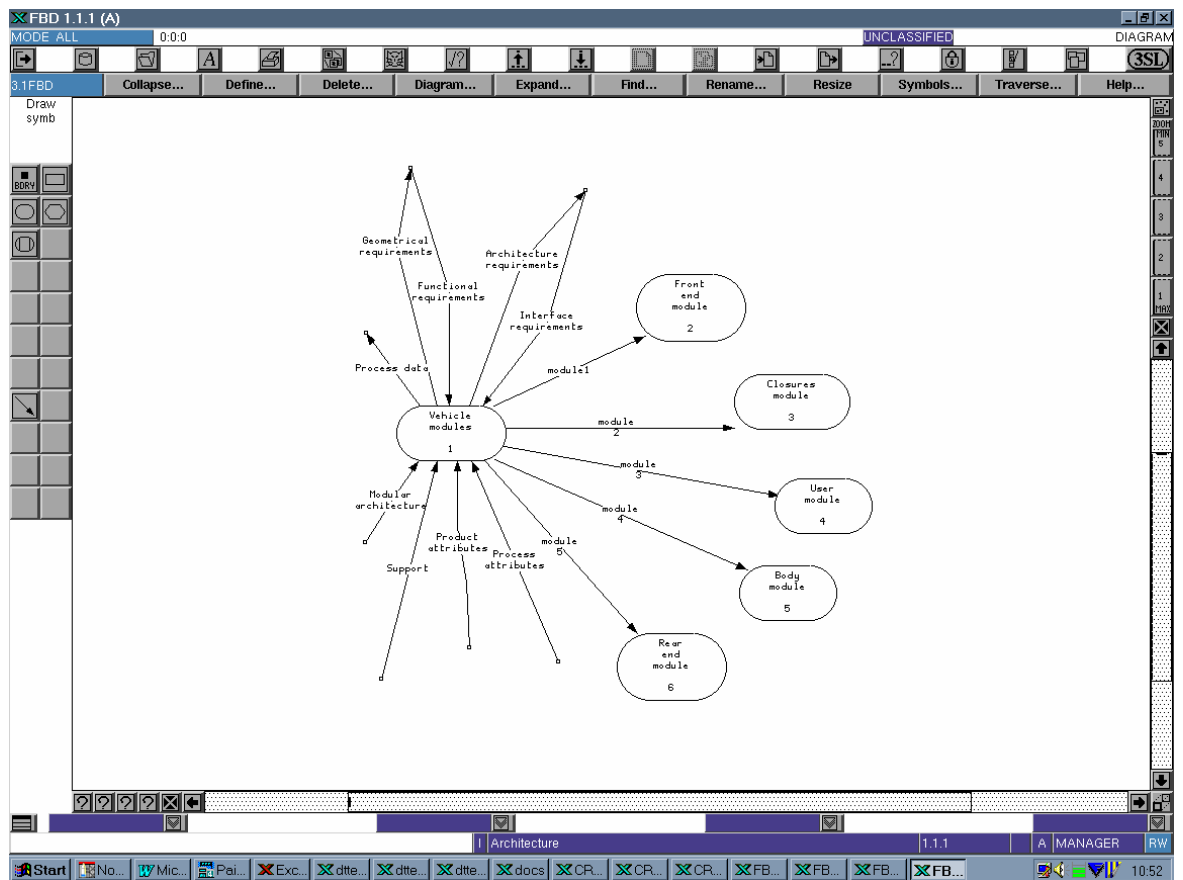 FBD 1.1.1 (A)
MODE ALL 0:0:0 UNCLASSIFIED DIAGRAM
A √? ..? 3SL
3.1FBD Collapse... Define... Delete... Diagram... Expand... Find... Rename... Resize Symbols... Traverse... Help...
Draw
symb
BDRY
ZOOM
MIN
5
4
3
2
1
MAX
Geometrical
requirements
Architecture
requirements
Functional
requirements
Interface
requirements
Front
end
module
2
Process data
module1
Closures
module
3
Vehicle
modules
1
module
2
module
3
User
module
4
Modular
architecture
module
4
Product
attributes
Process
attributes
module
5
Support
Body
module
5
Rear
end
module
6
? ? ? ?
I Architecture 1.1.1 A MANAGER RW
Start No... Mic... Pai... Exc... dtte... dtte... dtte... docs CR... CR... CR... FB... FB... FB... FB... 10:52